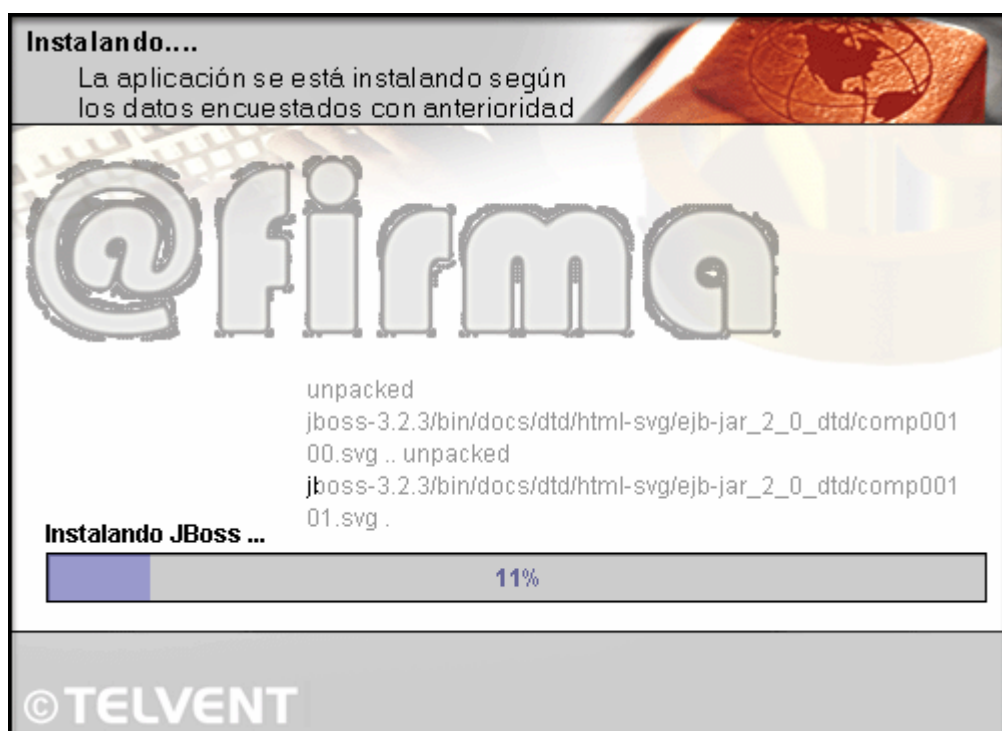 Instalando....
La aplicación se está instalando según
los datos encuestados con anterioridad
@firma
unpacked
jboss-3.2.3/bin/docs/dtd/html-svg/ejb-jar_2_0_dtd/comp001
00.svg .. unpacked
jboss-3.2.3/bin/docs/dtd/html-svg/ejb-jar_2_0_dtd/comp001
01.svg .
Instalando JBoss ...
11%
©TELVENT